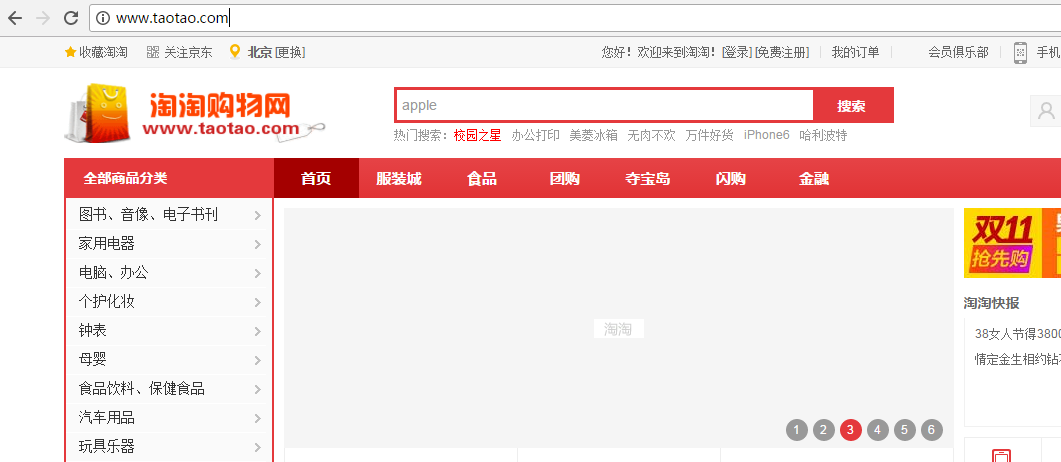 www.taotao.com
收藏淘淘 关注京东 北京 [更换] 您好！欢迎来到淘淘！[登录] [免费注册] 我的订单 会员俱乐部 手机
淘淘购物网
www.taotao.com
apple 搜索
热门搜索： 校园之星 办公打印 美菱冰箱 无肉不欢 万件好货 iPhone6 哈利波特
全部商品分类 首页 服装城 食品 团购 夺宝岛 闪购 金融
图书、音像、电子书刊
家用电器
电脑、办公
个护化妆
钟表
母婴
食品饮料、保健食品
汽车用品
玩具乐器
淘淘
1 2 3 4 5 6
双11
抢先购
淘淘快报
38女人节得3800
情定金生相约钻